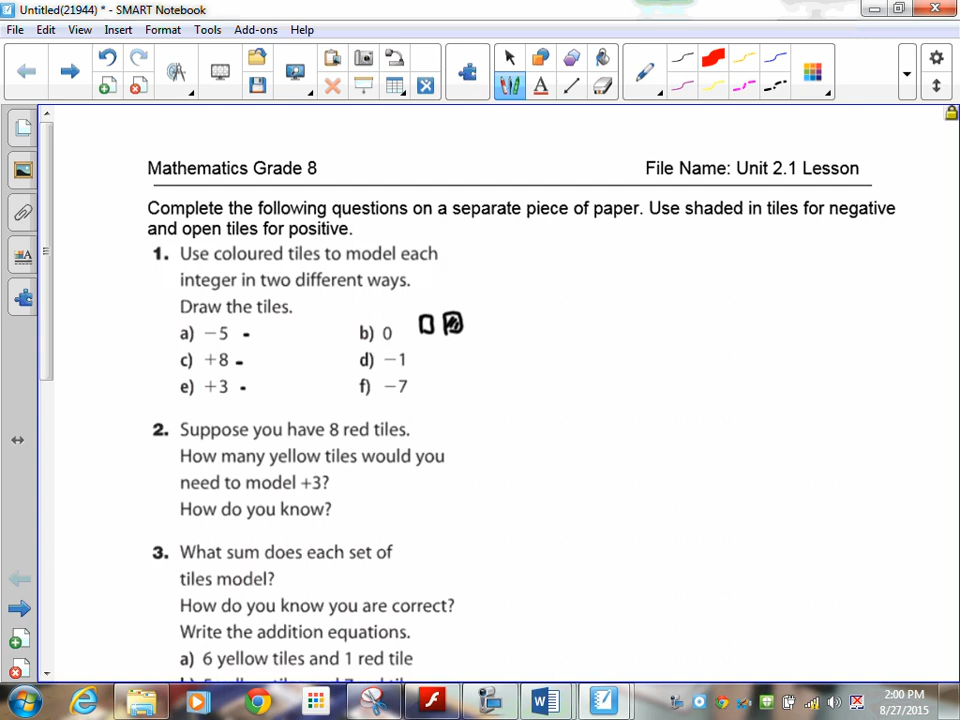 Untitled(21944) * - SMART Notebook
File Edit View Insert Format Tools Add-ons Help
Mathematics Grade 8 File Name: Unit 2.1 Lesson
Complete the following questions on a separate piece of paper. Use shaded in tiles for negative
and open tiles for positive.
1. Use coloured tiles to model each
integer in two different ways.
Draw the tiles.
a) −5 - b) 0
c) +8 - d) −1
e) +3 - f) −7
2. Suppose you have 8 red tiles.
How many yellow tiles would you
need to model +3?
How do you know?
3. What sum does each set of
tiles model?
How do you know you are correct?
Write the addition equations.
a) 6 yellow tiles and 1 red tile
2:00 PM
8/27/2015